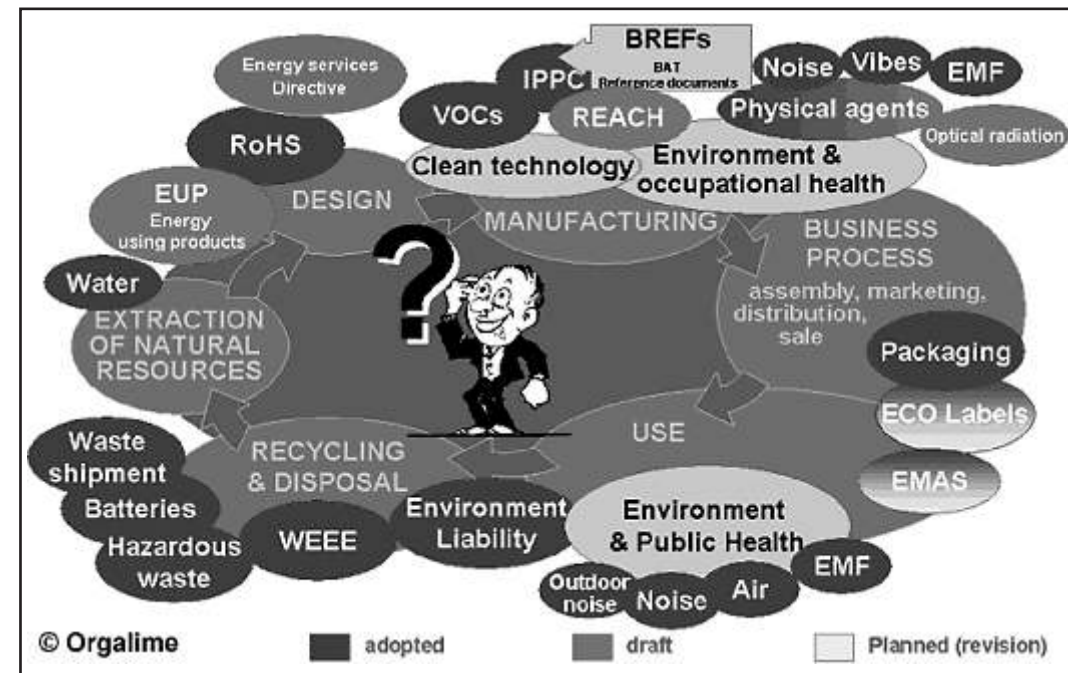 BREFs
BAT
Reference documents
IPPC
VOCs
REACH
Noise
Vibes
EMF
Physical agents
Optical radiation
Energy services
Directive
RoHS
Clean technology
Environment &
occupational health
EUP
Energy
using products
DESIGN
MANUFACTURING
BUSINESS
PROCESS
assembly, marketing,
distribution,
sale
Water
EXTRACTION
OF NATURAL
RESOURCES
?
Packaging
ECO Labels
EMAS
USE
RECYCLING
& DISPOSAL
Waste
shipment
Batteries
Hazardous
waste
WEEE
Environment
Liability
Environment
& Public Health
EMF
Air
Noise
Outdoor
noise
© Orgalime
adopted
draft
Planned (revision)